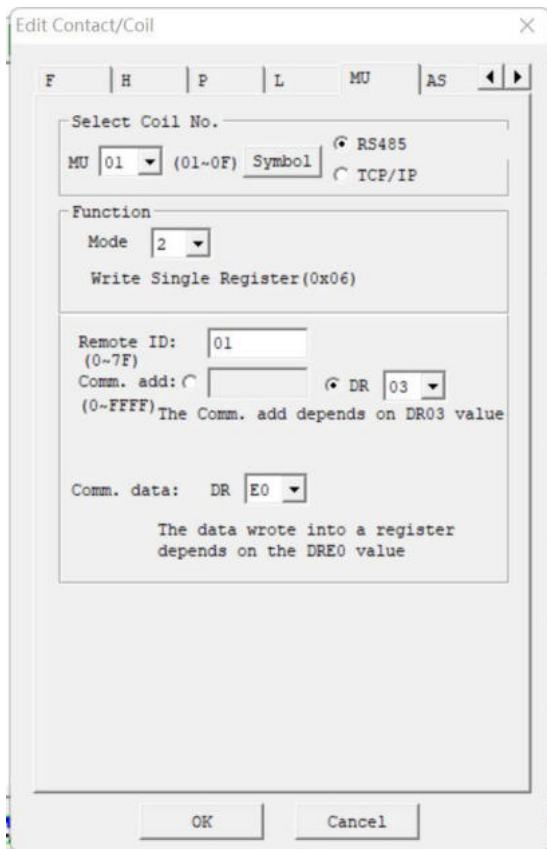 Edit Contact/Coil
F H P L MU AS
Select Coil No.
MU 01 (01~0F) Symbol RS485
TCP/IP
Function
Mode 2
Write Single Register(0x06)
Remote ID: 01
(0~7F)
Comm. add: DR 03
(0~FFFF) The Comm. add depends on DR03 value
Comm. data: DR E0
The data wrote into a register
depends on the DRE0 value
OK Cancel